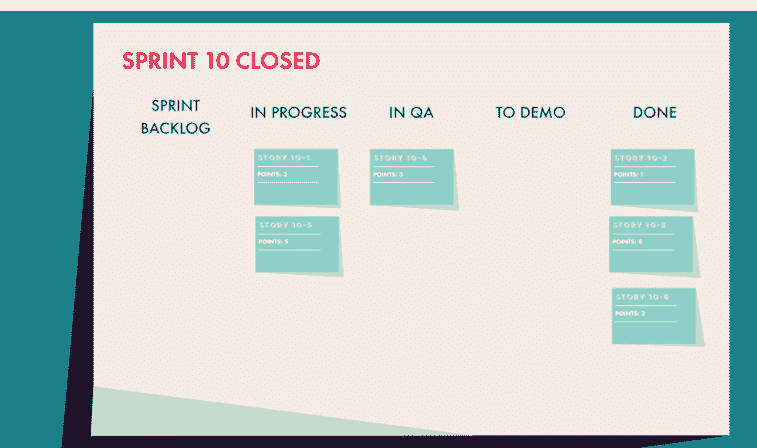 SPRINT 10 CLOSED
SPRINT
BACKLOG
IN PROGRESS
IN QA
TO DEMO
DONE
STORY 10-1
POINTS: 3
STORY 10-5
POINTS: 5
STORY 10-4
POINTS: 3
STORY 10-2
POINTS: 1
STORY 10-3
POINTS: 8
STORY
POINTS: 2